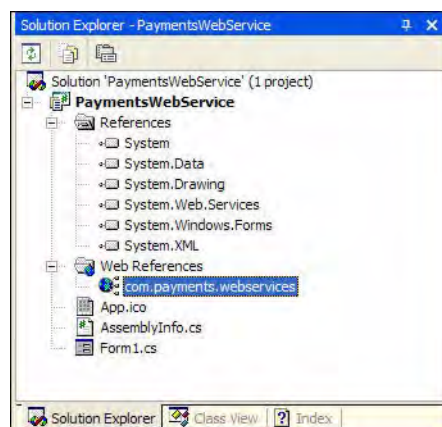 Solution Explorer - PaymentsWebService
Solution 'PaymentsWebService' (1 project)
PaymentsWebService
References
System
System.Data
System.Drawing
System.Web.Services
System.Windows.Forms
System.XML
Web References
com.payments.webservices
App.ico
AssemblyInfo.cs
Form1.cs
Solution Explorer Class View Index